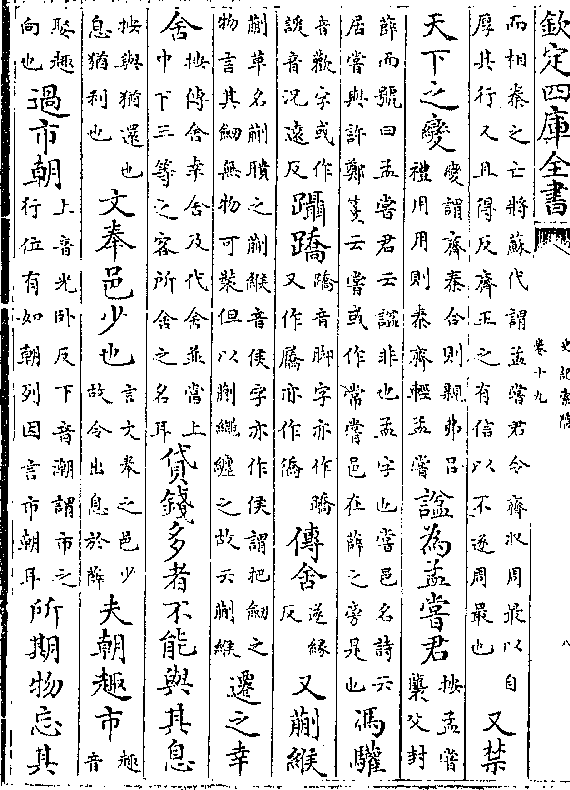 欽定四庫全書
史記索隱
卷十九
八
而相秦之亡將蘇代謂孟嘗君令齊收周最以自
厚其行又且得反齊王之有信以不逐周最也
又禁
天下之變
變謂齊秦合則親弗呂
禮用用則秦齊輕孟嘗
諡為孟嘗君
按孟嘗
襲父封
薛而號曰孟嘗君云諡非也孟字也嘗邑名詩云
居嘗與許鄭箋云嘗或作常嘗邑在薛之旁是也
馮驩
音歡字或作
諼音況遠反
躡蹻
蹻音脚字亦作蹻
又作屩亦作僑
傳舍
逐緣
反
又蒯緱
蒯草名蒯聵之蒯緱音侯字亦作侯謂把劒之
物言其劒無物可裝但以蒯繩纏之故云蒯緱
遷之幸
舍
按傳舍幸舍及代舍並當上
中下三等之客所舍之名耳
貸錢多者不能與其息
按與猶還也
息猶利也
文奉邑少也
言文奉之邑少
故令出息於薛
夫朝趣市
趣
音
娶趣
向也
過市朝
上音光卧反下音潮謂市之
行位有如朝列因言市朝耳
所期物忘其